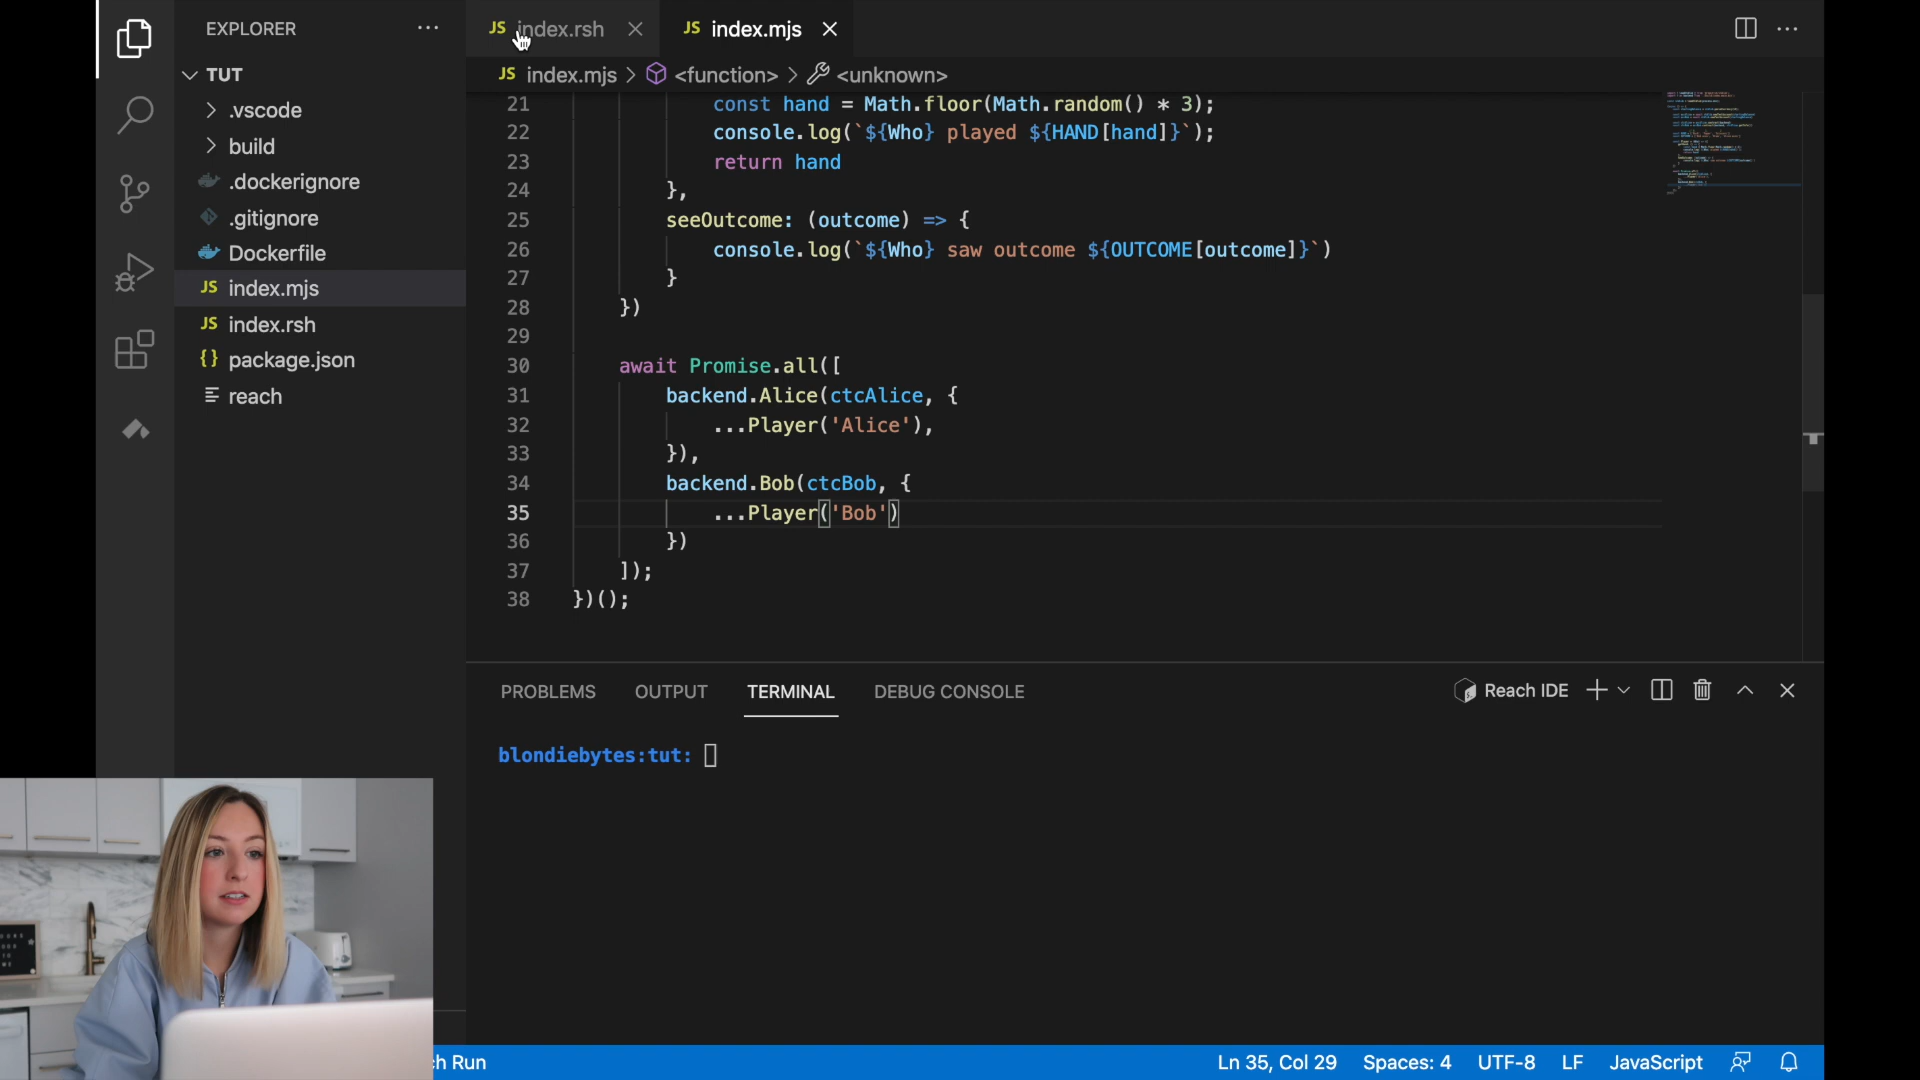 EXPLORER
TUT
.vscode
build
.dockerignore
.gitignore
Dockerfile
JS index.mjs
JS index.rsh
{} package.json
reach
JS index.rsh
JS index.mjs
JS index.mjs > <function> > <unknown>
21 const hand = Math.floor(Math.random() * 3);
22 console.log(`${Who} played ${HAND[hand]}`);
23 return hand
24 },
25 seeOutcome: (outcome) => {
26 console.log(`${Who} saw outcome ${OUTCOME[outcome]}`)
27 }
28 })
29
30 await Promise.all([
31 backend.Alice(ctcAlice, {
32 ...Player('Alice'),
33 }),
34 backend.Bob(ctcBob, {
35 ...Player('Bob')
36 })
37 ]);
38 })();
PROBLEMS OUTPUT TERMINAL DEBUG CONSOLE
Reach IDE
blondiebytes:tut:
h Run
Ln 35, Col 29 Spaces: 4 UTF-8 LF JavaScript